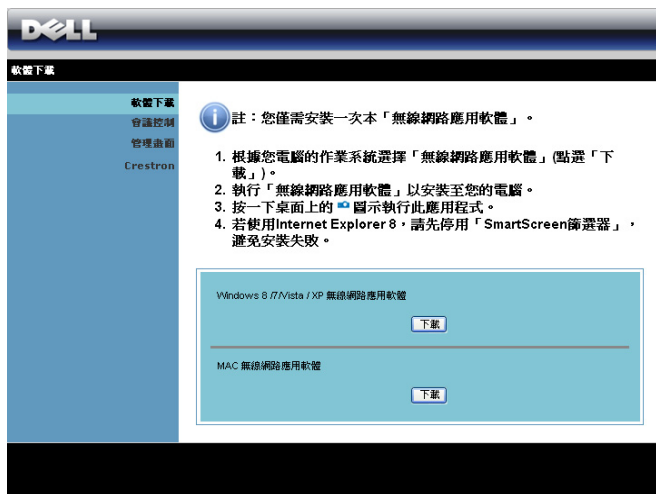 DELL
軟體下載
軟體下載
會議控制
管理畫面
Crestron
註：您僅需安裝一次本「無線網路應用軟體」。
1. 根據您電腦的作業系統選擇「無線網路應用軟體」(點選「下
載」)。
2. 執行「無線網路應用軟體」以安裝至您的電腦。
3. 按一下桌面上的 圖示執行此應用程式。
4. 若使用Internet Explorer 8，請先停用「SmartScreen篩選器」，
避免安裝失敗。
Windows 8 /7/Vista / XP 無線網路應用軟體
下載
MAC 無線網路應用軟體
下載